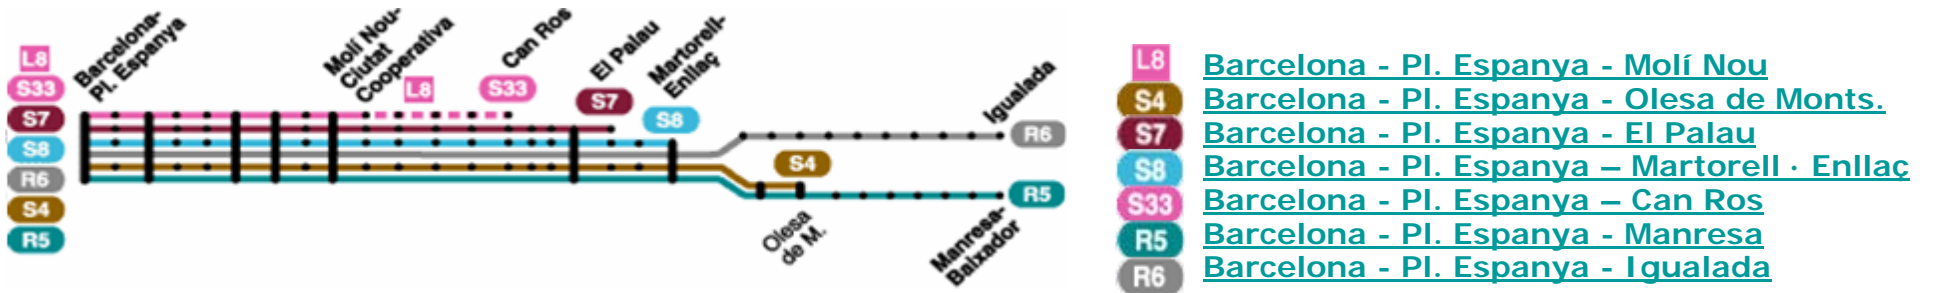 L8
S33
S7
S8
R6
S4
R5
Barcelona-
Pl. Espanya
Molí Nou-
Ciutat
Cooperativa
L8
Can Ros
S33
El Palau
S7
Martorell-
Enllaç
S8
Igualada
R6
S4
Olesa
de M.
R5
Manresa-
Baixador
L8 Barcelona - Pl. Espanya - Molí Nou
S4 Barcelona - Pl. Espanya - Olesa de Monts.
S7 Barcelona - Pl. Espanya - El Palau
S8 Barcelona - Pl. Espanya – Martorell · Enllaç
S33 Barcelona - Pl. Espanya – Can Ros
R5 Barcelona - Pl. Espanya - Manresa
R6 Barcelona - Pl. Espanya - Igualada